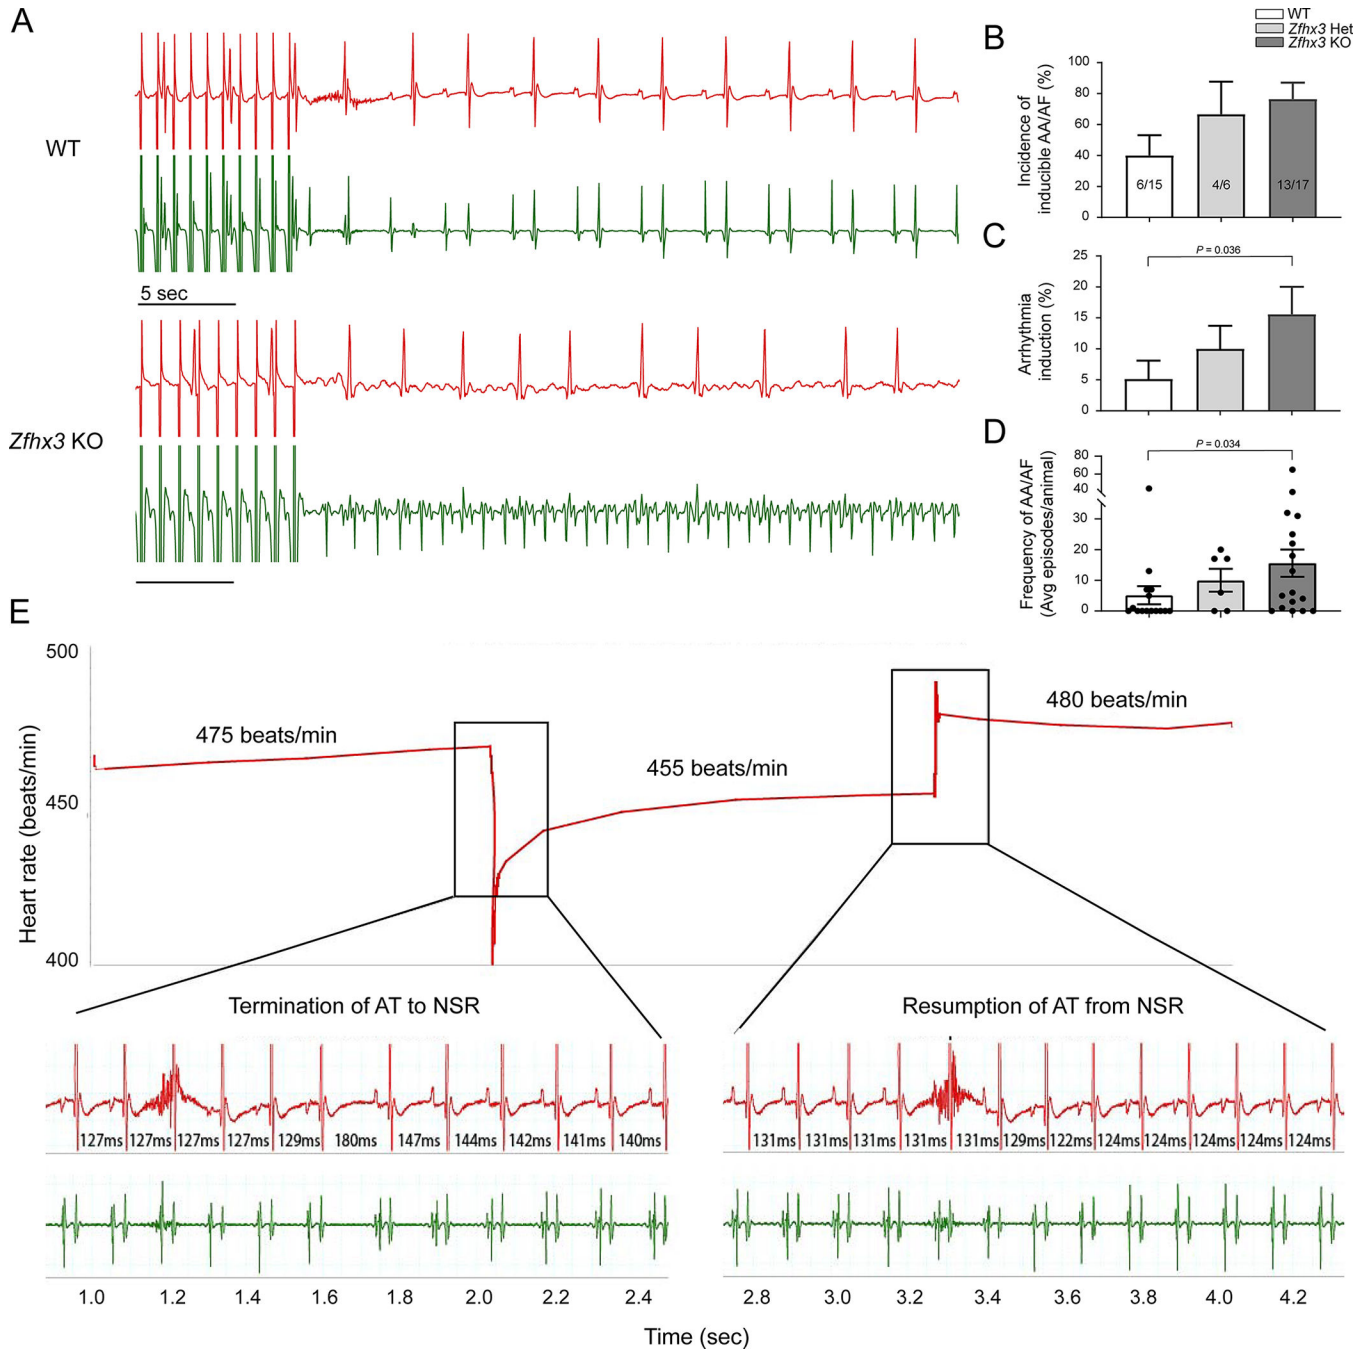 A
WT
5 sec
Zfhx3 KO
WT
Zfhx3 Het
Zfhx3 KO
B
Incidence of
inducible AA/AF (%)
100
80
60
40
20
0
6/15
4/6
13/17
C
Arrhythmia
induction (%)
25
20
15
10
5
0
P = 0.036
D
Frequency of AA/AF
(Avg episodes/animal)
80
60
40
30
20
10
0
P = 0.034
E
Heart rate (beats/min)
500
450
400
475 beats/min
455 beats/min
480 beats/min
Termination of AT to NSR
Resumption of AT from NSR
127ms 127ms 127ms 127ms 129ms 180ms 147ms 144ms 142ms 141ms 140ms
131ms 131ms 131ms 131ms 131ms 129ms 122ms 124ms 124ms 124ms 124ms 124ms
1.0 1.2 1.4 1.6 1.8 2.0 2.2 2.4
2.8 3.0 3.2 3.4 3.6 3.8 4.0 4.2
Time (sec)